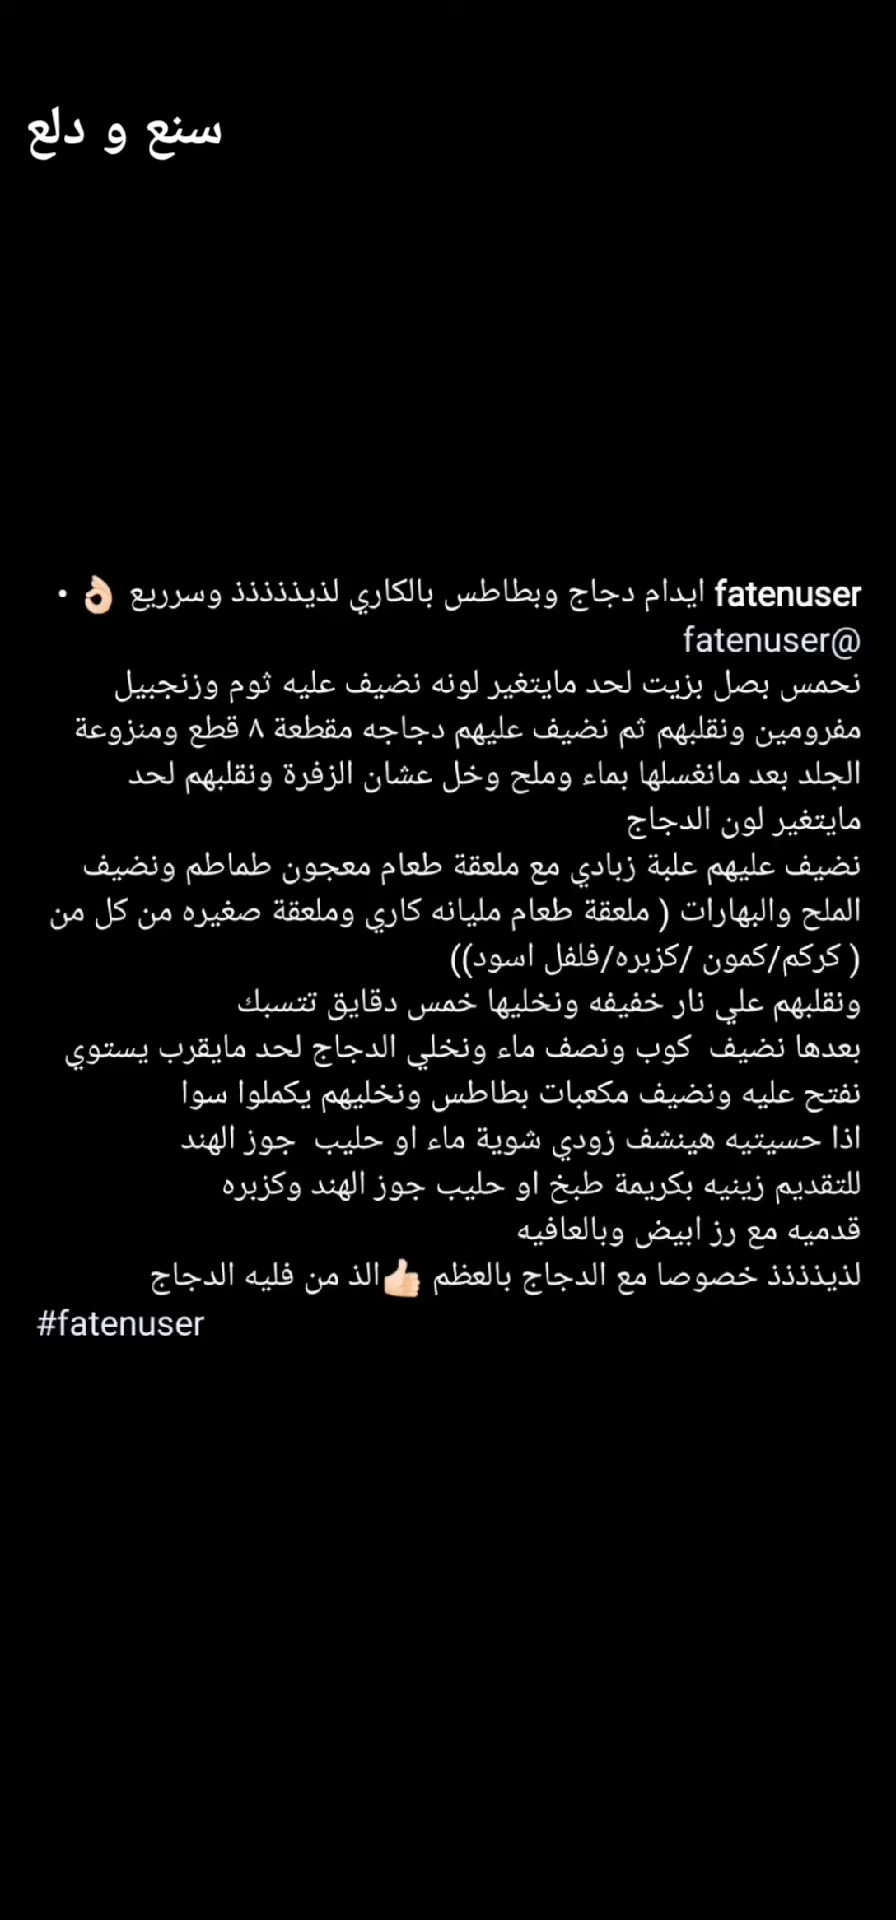 سنع و دلع
fatenuser ايدام دجاج وبطاطس بالكاري لذيذذذذذ وسرريع 👌🏻 •
@fatenuser
نحمس بصل بزيت لحد مايتغير لونه نضيف عليه ثوم وزنجبيل
مفرومين ونقلبهم ثم نضيف عليهم دجاجه مقطعة ٨ قطع ومنزوعة
الجلد بعد مانغسلها بماء وملح وخل عشان الزفرة ونقلبهم لحد
مايتغير لون الدجاج
نضيف عليهم علبة زبادي مع ملعقة طعام معجون طماطم ونضيف
الملح والبهارات ( ملعقة طعام مليانه كاري وملعقة صغيره من كل من
( كركم/كمون /كزبره/فلفل اسود))
ونقلبهم علي نار خفيفه ونخليها خمس دقايق تتسبك
بعدها نضيف كوب ونصف ماء ونخلي الدجاج لحد مايقرب يستوي
نفتح عليه ونضيف مكعبات بطاطس ونخليهم يكملوا سوا
اذا حسيتيه هينشف زودي شوية ماء او حليب جوز الهند
للتقديم زينيه بكريمة طبخ او حليب جوز الهند وكزبره
قدميه مع رز ابيض وبالعافيه
لذيذذذذ خصوصا مع الدجاج بالعظم 👍🏻الذ من فليه الدجاج
#fatenuser